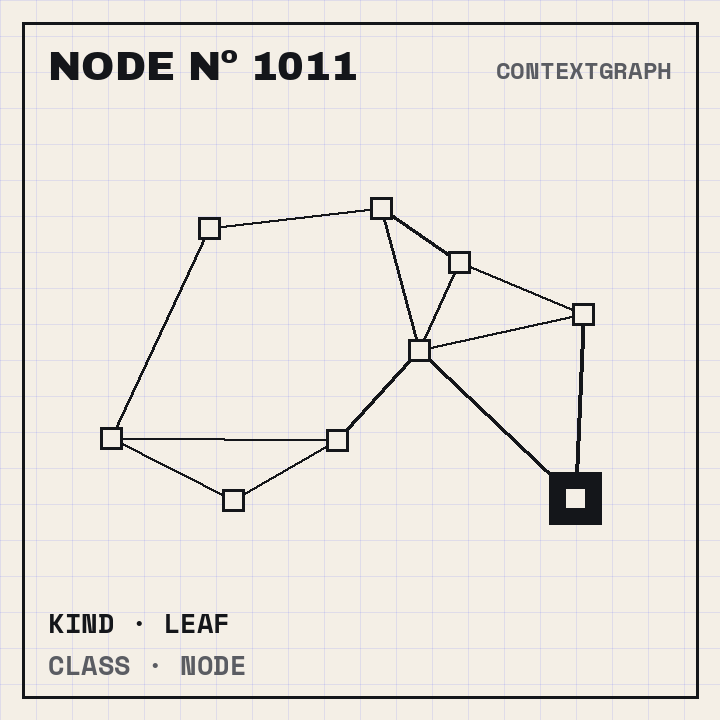 NODE Nº 1011
CONTEXTGRAPH
KIND · LEAF
CLASS · NODE